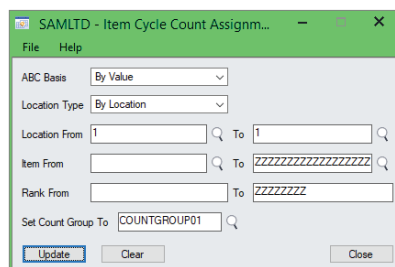 SAMLTD - Item Cycle Count Assignm...
File Help
ABC Basis By Value
Location Type By Location
Location From 1 To 1
Item From To ZZZZZZZZZZZZZZZZZZ
Rank From To ZZZZZZZZ
Set Count Group To COUNTGROUP01
Update Clear Close